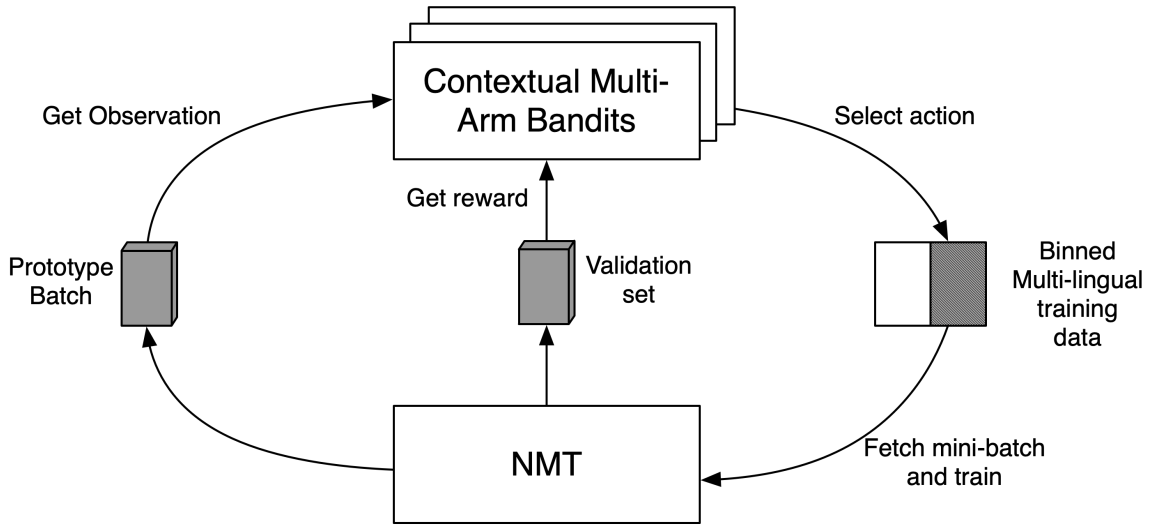 Contextual Multi-
Arm Bandits
Get Observation
Select action
Get reward
Prototype
Batch
Validation
set
Binned
Multi-lingual
training
data
NMT
Fetch mini-batch
and train